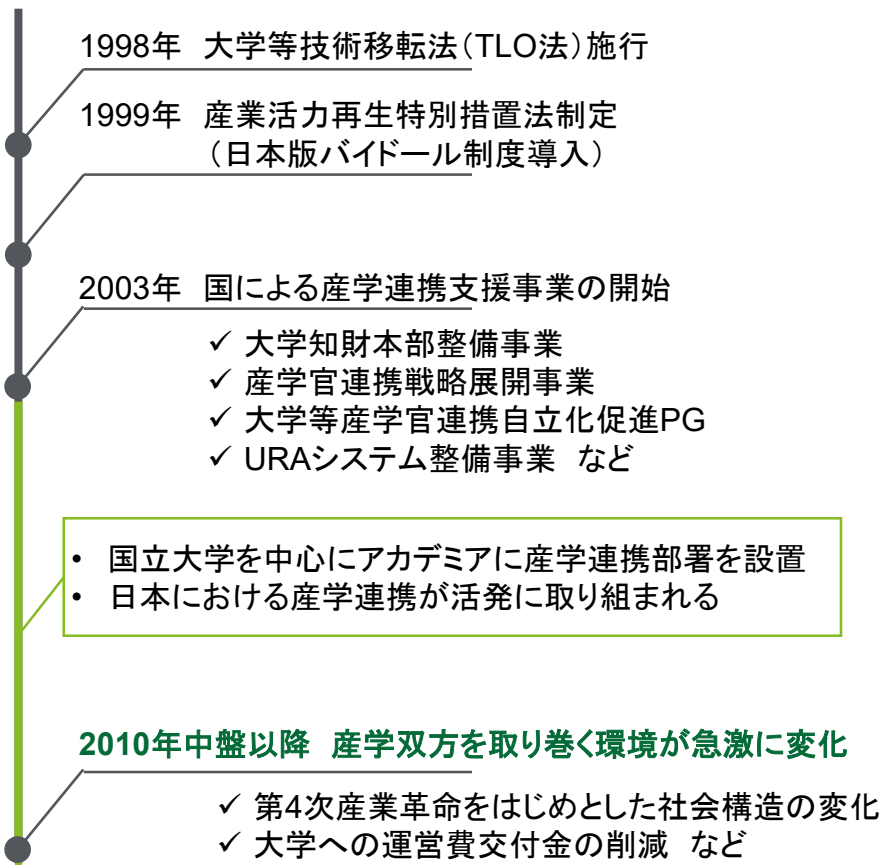 1998年 大学等技術移転法（TLO法）施行
1999年 産業活力再生特別措置法制定
（日本版バイドール制度導入）
2003年 国による産学連携支援事業の開始
✓ 大学知財本部整備事業
✓ 産学官連携戦略展開事業
✓ 大学等産学官連携自立化促進PG
✓ URAシステム整備事業 など
• 国立大学を中心にアカデミアに産学連携部署を設置
• 日本における産学連携が活発に取り組まれる
2010年中盤以降 産学双方を取り巻く環境が急激に変化
✓ 第4次産業革命をはじめとした社会構造の変化
✓ 大学への運営費交付金の削減 など